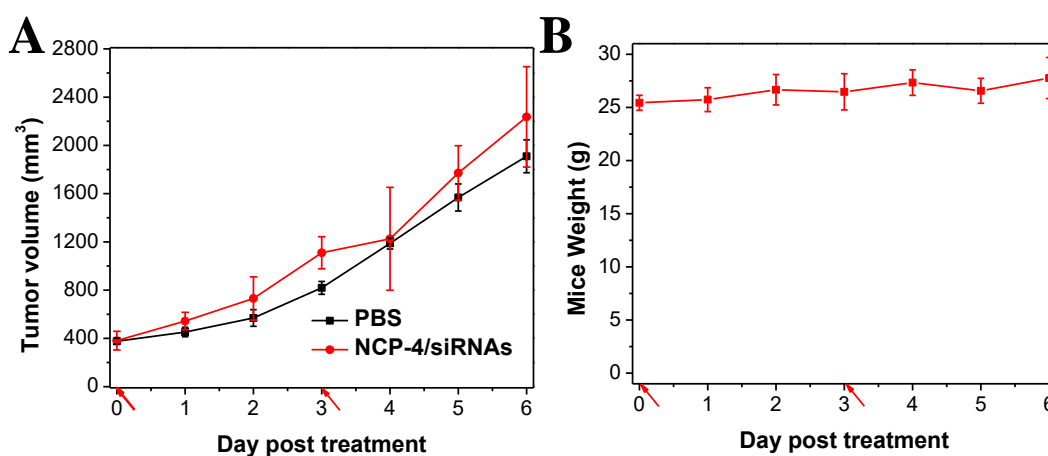 A
Tumor volume (mm³)
2800
2400
2000
1600
1200
800
400
0
PBS
NCP-4/siRNAs
0 1 2 3 4 5 6
Day post treatment
B
Mice Weight (g)
30
25
20
15
10
5
0
0 1 2 3 4 5 6
Day post treatment